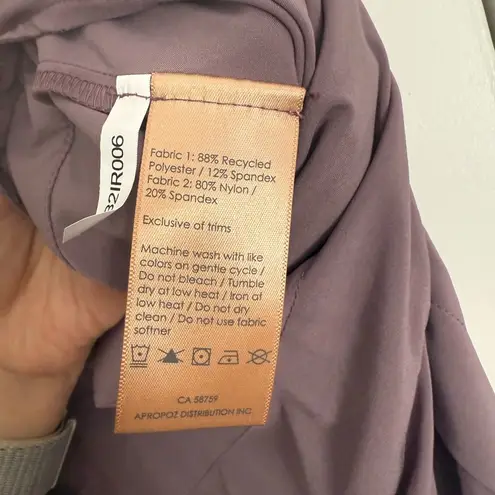 32IR006
Fabric 1: 88% Recycled
Polyester / 12% Spandex
Fabric 2: 80% Nylon /
20% Spandex
Exclusive of trims
Machine wash with like
colors on gentle cycle /
Do not bleach / Tumble
dry at low heat / Iron at
low heat / Do not dry
clean / Do not use fabric
softner
CA 58759
APROPOZ DISTRIBUTION INC